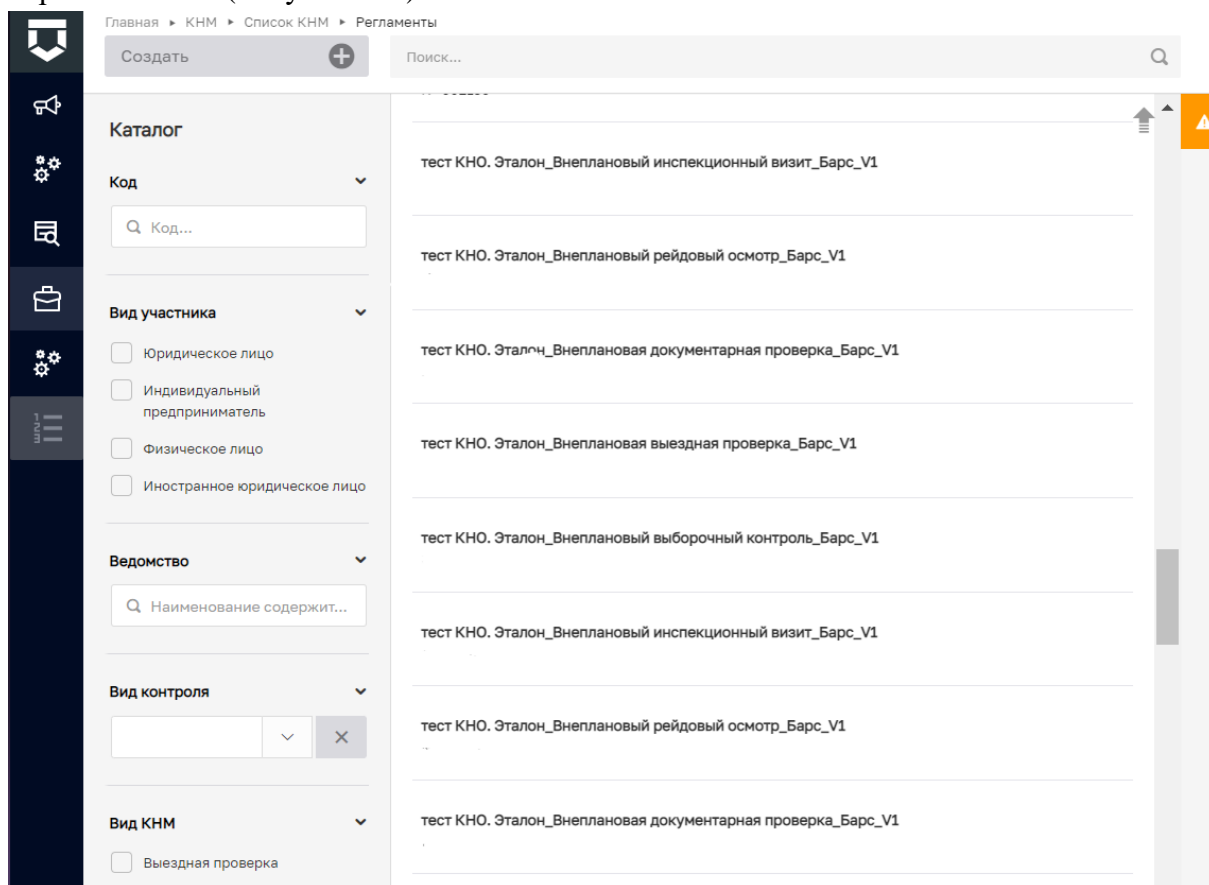 Главная ▸ КНМ ▸ Список КНМ ▸ Регламенты
Создать
Поиск...
Каталог
Код
Код...
Вид участника
Юридическое лицо
Индивидуальный
предприниматель
Физическое лицо
Иностранное юридическое лицо
Ведомство
Наименование содержит...
Вид контроля
Вид КНМ
Выездная проверка
тест КНО. Эталон_Внеплановый инспекционный визит_Барс_V1
тест КНО. Эталон_Внеплановый рейдовый осмотр_Барс_V1
тест КНО. Эталон_Внеплановая документарная проверка_Барс_V1
тест КНО. Эталон_Внеплановая выездная проверка_Барс_V1
тест КНО. Эталон_Внеплановый выборочный контроль_Барс_V1
тест КНО. Эталон_Внеплановый инспекционный визит_Барс_V1
тест КНО. Эталон_Внеплановый рейдовый осмотр_Барс_V1
тест КНО. Эталон_Внеплановая документарная проверка_Барс_V1